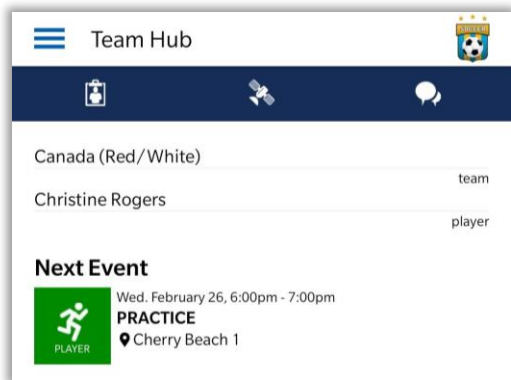 Team Hub
SOCCER
Canada (Red/White)
team
Christine Rogers
player
Next Event
Wed. February 26, 6:00pm - 7:00pm
PRACTICE
Cherry Beach 1
PLAYER